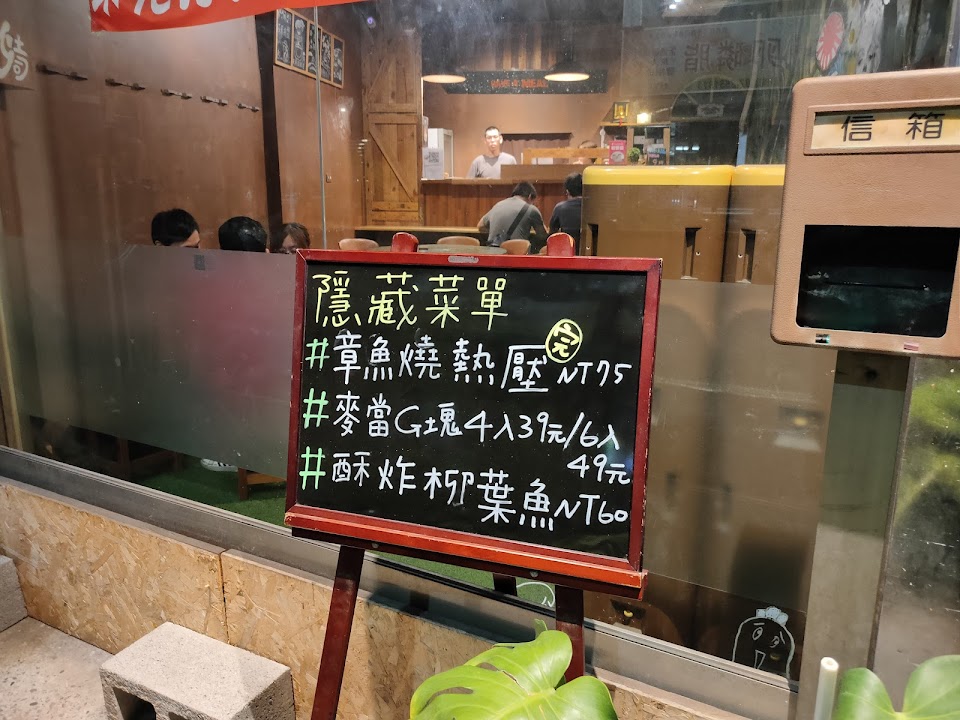 信箱
隱藏菜單
#章魚燒熱壓 完 NT75
#麥當G塊4入39元/6入
49元
#酥炸柳葉魚NT60